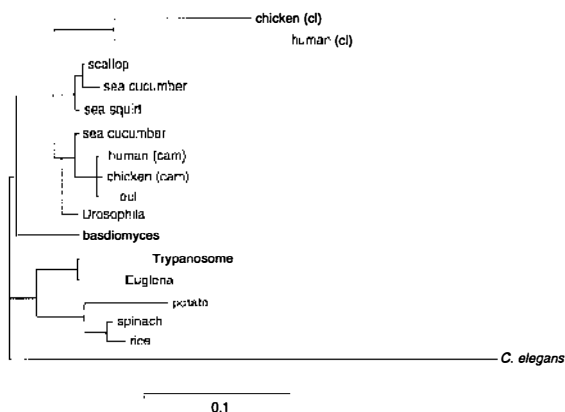 chicken (cl)
human (cl)
scallop
sea cucumber
sea squirt
sea cucumber
human (cam)
chicken (cam)
Drosophila
basdiomyces
Trypanosome
Euglena
potato
spinach
rice
C. elegans
0.1